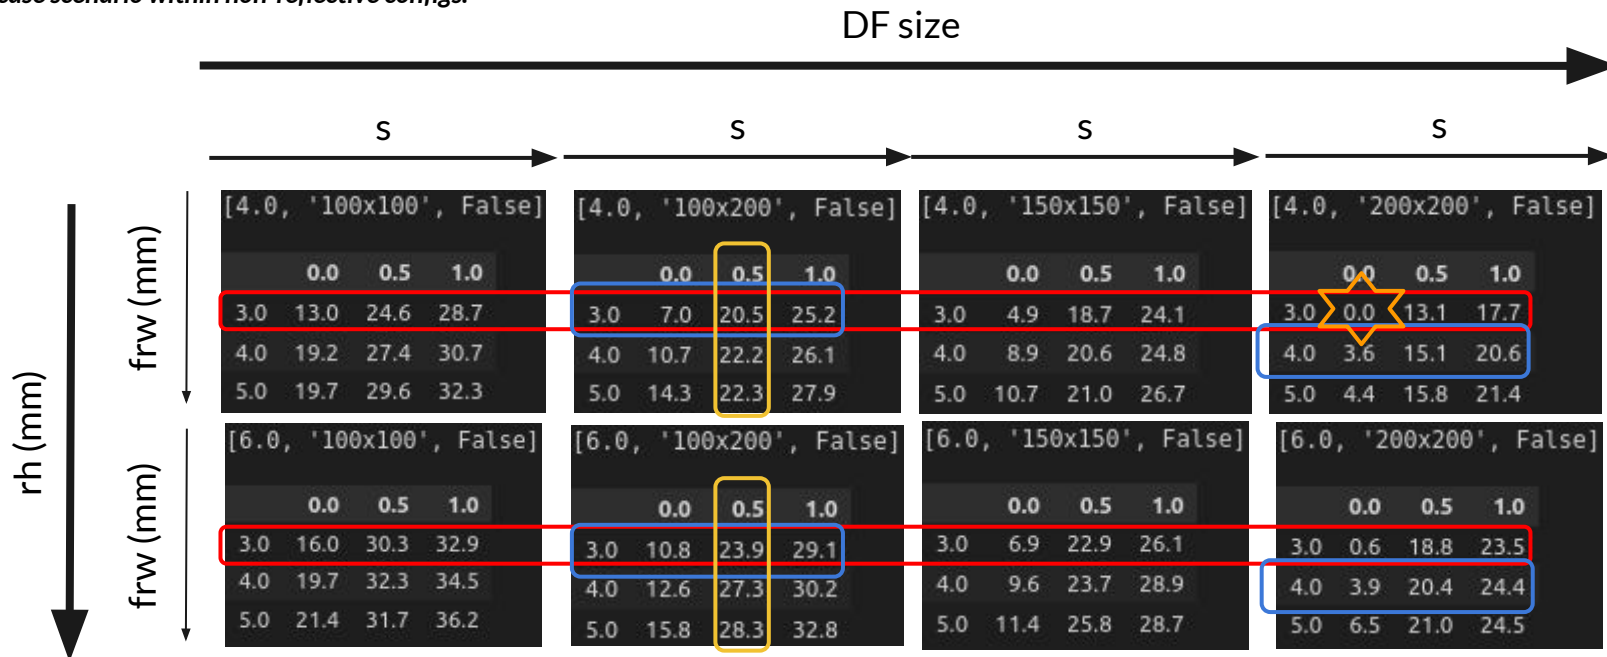 case scenario within non-reflective configs.
DF size
s s s s
rh (mm)
frw (mm)
[4.0, '100x100', False] [4.0, '100x200', False] [4.0, '150x150', False] [4.0, '200x200', False]
0.0 0.5 1.0 0.0 0.5 1.0 0.0 0.5 1.0 0.0 0.5 1.0
3.0 13.0 24.6 28.7 3.0 7.0 20.5 25.2 3.0 4.9 18.7 24.1 3.0 0.0 13.1 17.7
4.0 19.2 27.4 30.7 4.0 10.7 22.2 26.1 4.0 8.9 20.6 24.8 4.0 3.6 15.1 20.6
5.0 19.7 29.6 32.3 5.0 14.3 22.3 27.9 5.0 10.7 21.0 26.7 5.0 4.4 15.8 21.4
frw (mm)
[6.0, '100x100', False] [6.0, '100x200', False] [6.0, '150x150', False] [6.0, '200x200', False]
0.0 0.5 1.0 0.0 0.5 1.0 0.0 0.5 1.0 0.0 0.5 1.0
3.0 16.0 30.3 32.9 3.0 10.8 23.9 29.1 3.0 6.9 22.9 26.1 3.0 0.6 18.8 23.5
4.0 19.7 32.3 34.5 4.0 12.6 27.3 30.2 4.0 9.6 23.7 28.9 4.0 3.9 20.4 24.4
5.0 21.4 31.7 36.2 5.0 15.8 28.3 32.8 5.0 11.4 25.8 28.7 5.0 6.5 21.0 24.5